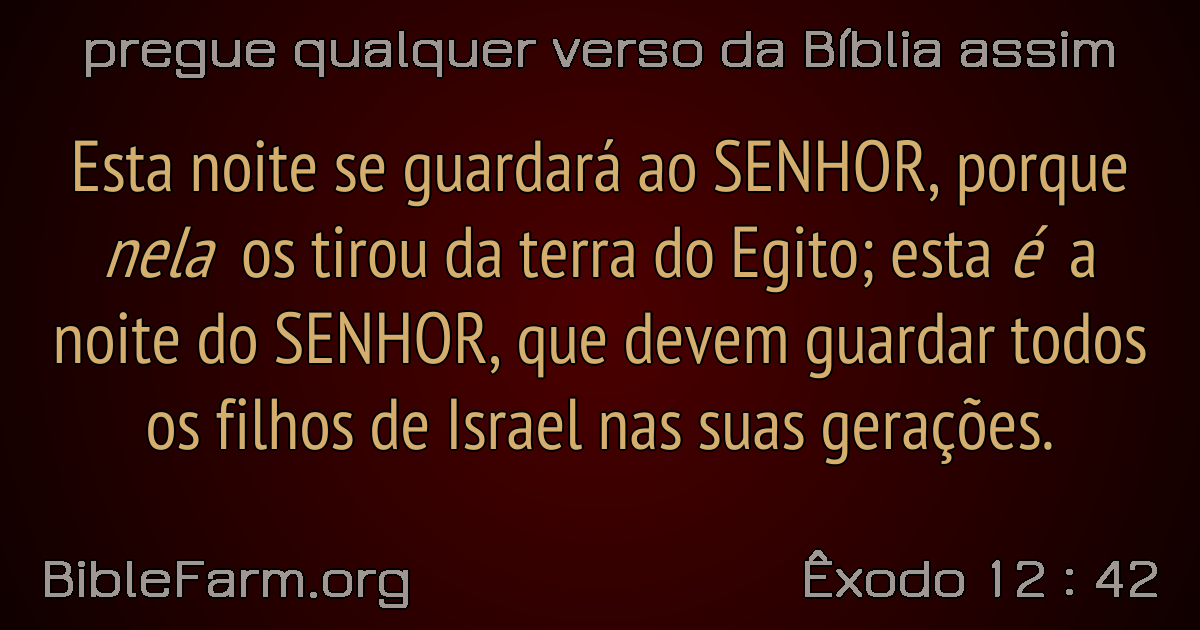 pregue qualquer verso da Bíblia assim
Esta noite se guardará ao SENHOR, porque
nela os tirou da terra do Egito; esta é a
noite do SENHOR, que devem guardar todos
os filhos de Israel nas suas gerações.
BibleFarm.org
Êxodo 12 : 42